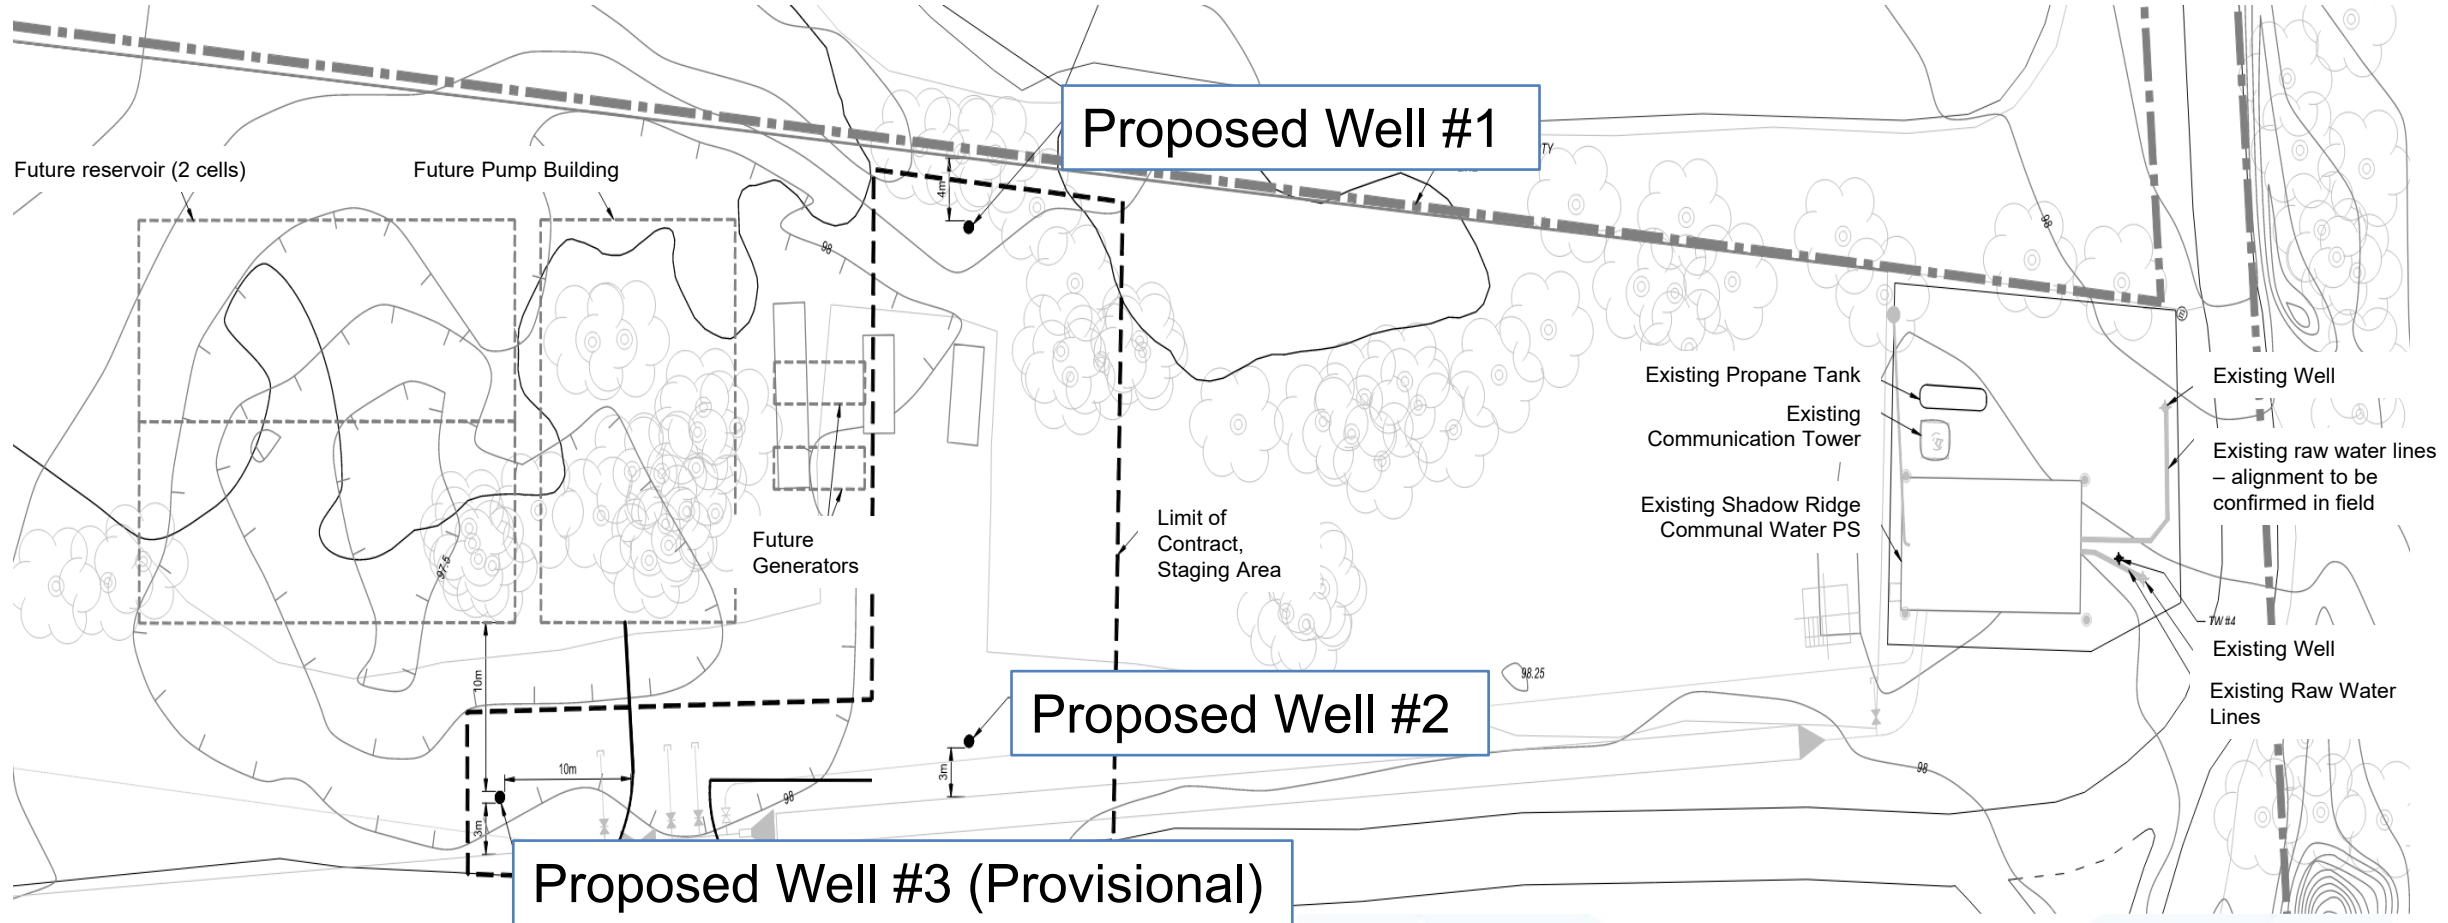 Proposed Well #1
TY
Future reservoir (2 cells)
Future Pump Building
4m
98
98
Existing Propane Tank
Existing
Communication Tower
Existing Shadow Ridge
Communal Water PS
Existing Well
Existing raw water lines
– alignment to be
confirmed in field
Limit of
Contract,
Staging Area
Future
Generators
97.5
TW #4
Existing Well
Existing Raw Water
Lines
10m
98.25
Proposed Well #2
10m
3m
98
98
3m
Proposed Well #3 (Provisional)